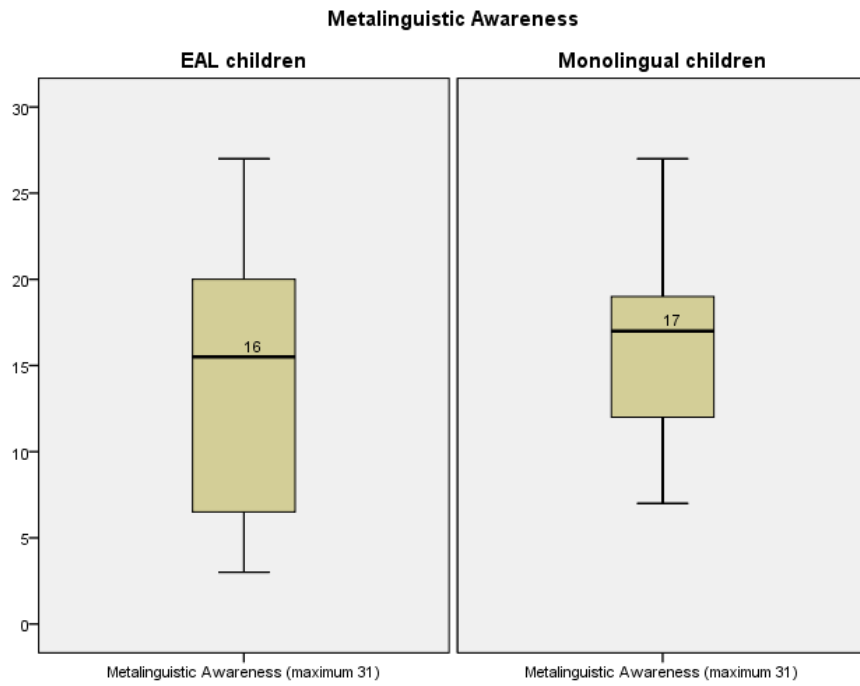 Metalinguistic Awareness
EAL children
Monolingual children
30
25
20
15
10
5
0
16
17
Metalinguistic Awareness (maximum 31)
Metalinguistic Awareness (maximum 31)